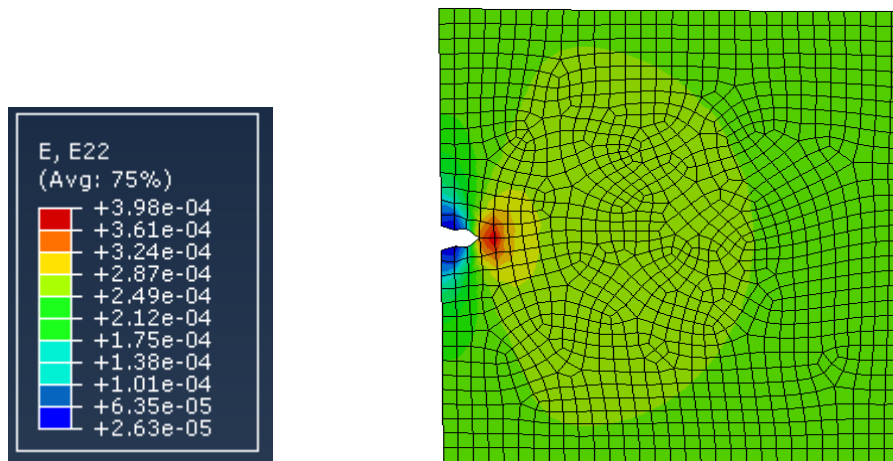 E, E22
(Avg: 75%)
+3.98e-04
+3.61e-04
+3.24e-04
+2.87e-04
+2.49e-04
+2.12e-04
+1.75e-04
+1.38e-04
+1.01e-04
+6.35e-05
+2.63e-05